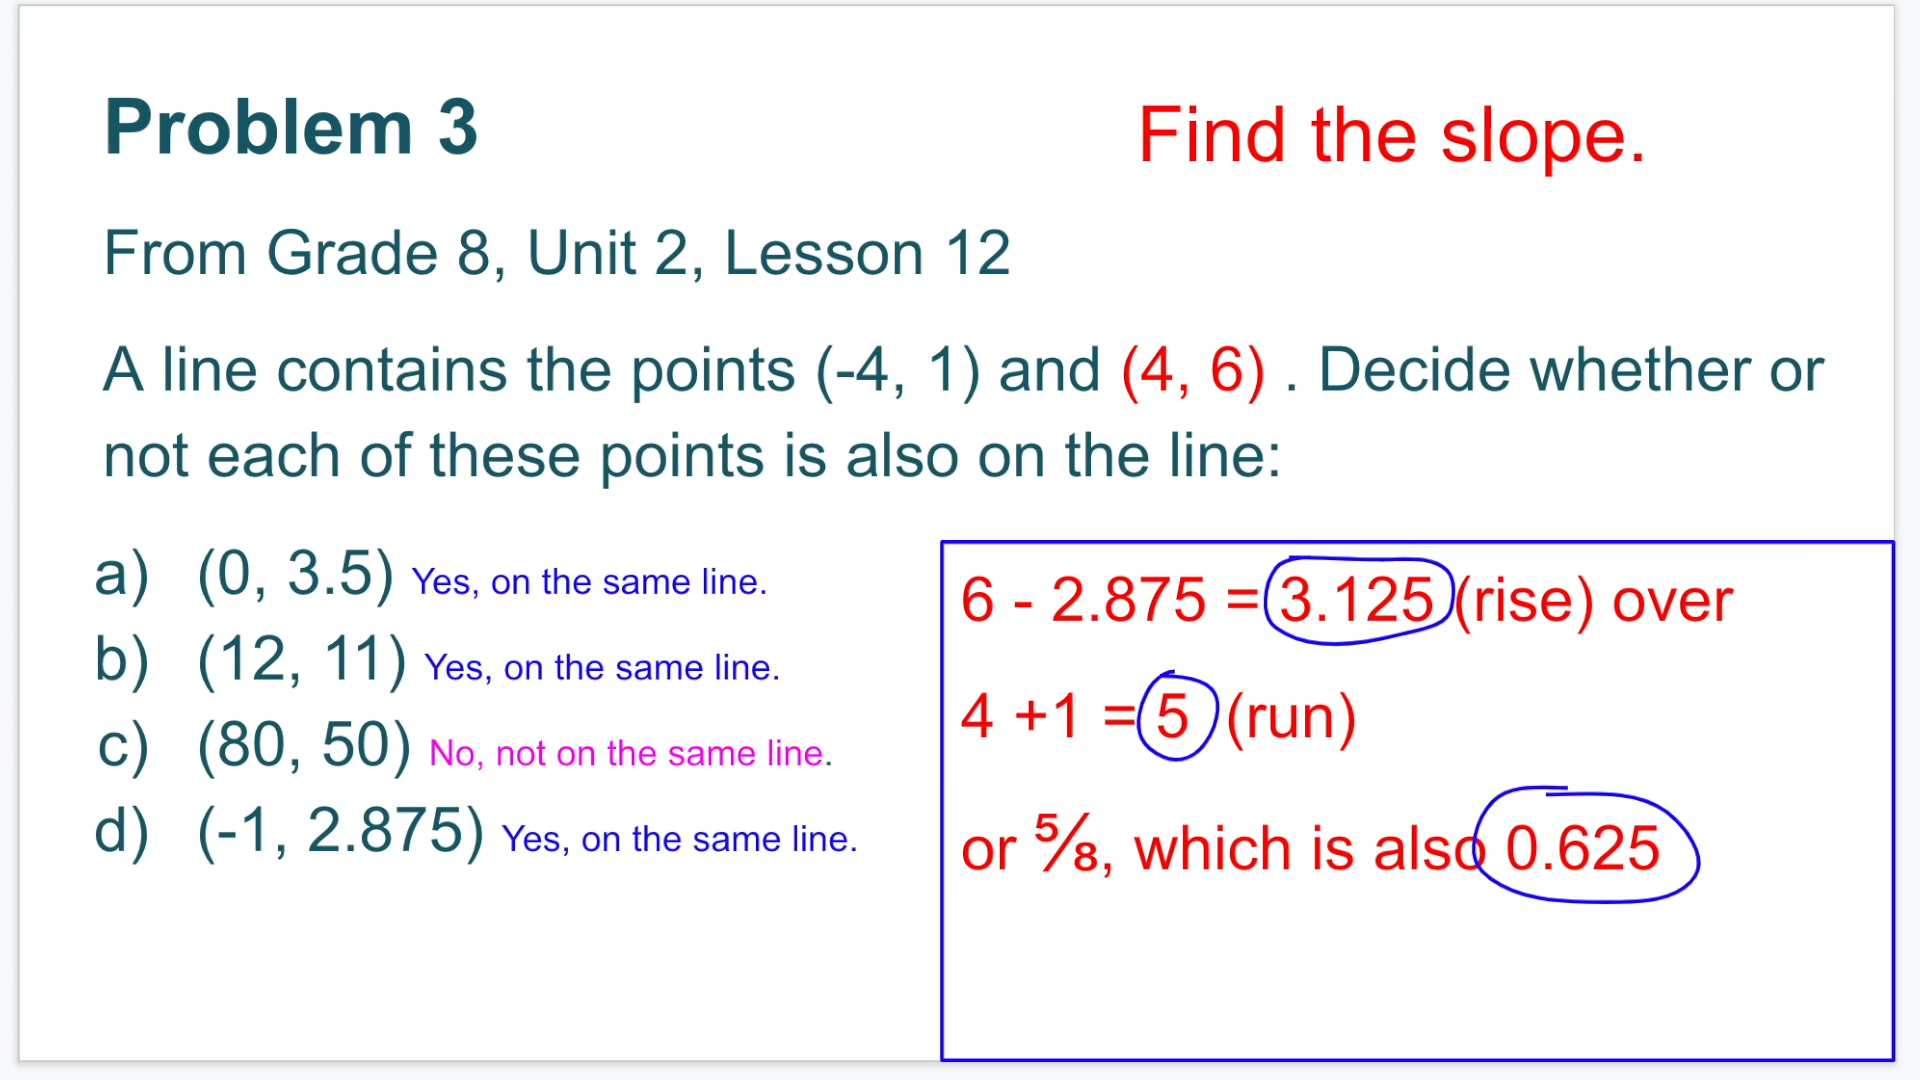 Problem 3
Find the slope.
From Grade 8, Unit 2, Lesson 12
A line contains the points (-4, 1) and (4, 6) . Decide whether or
not each of these points is also on the line:
a) (0, 3.5) Yes, on the same line.
b) (12, 11) Yes, on the same line.
c) (80, 50) No, not on the same line.
d) (-1, 2.875) Yes, on the same line.
6 - 2.875 = 3.125 (rise) over
4 +1 = 5 (run)
or ⅝, which is also 0.625